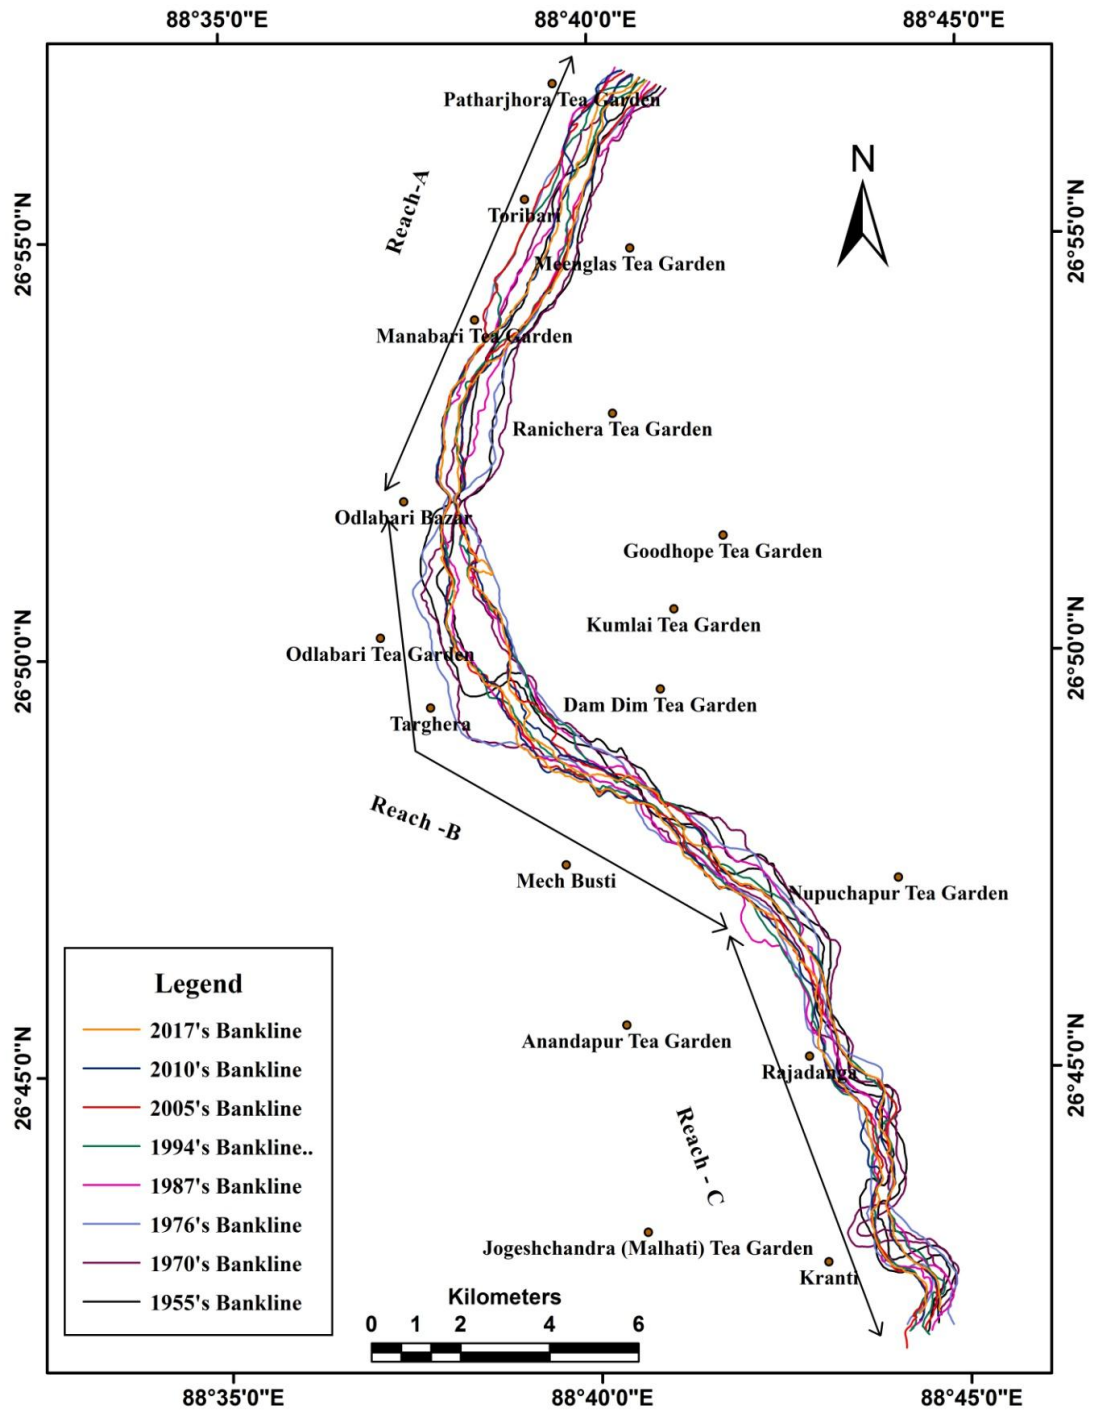 88°35'0"E 88°40'0"E 88°45'0"E
Patharjhora Tea Garden
N
Reach-A
26°55'0"N
26°55'0"N
Toribari
Meenglas Tea Garden
Manabari Tea Garden
Ranichera Tea Garden
Odlabari Bazar
Goodhope Tea Garden
Kumlai Tea Garden
26°50'0"N
26°50'0"N
Odlabari Tea Garden
Dam Dim Tea Garden
Targhera
Reach -B
Mech Busti
Nupuchapur Tea Garden
Anandapur Tea Garden
Rajadanga
26°45'0"N
26°45'0"N
Reach - C
Jogeshchandra (Malhati) Tea Garden
Kranti
Legend
2017's Bankline
2010's Bankline
2005's Bankline
1994's Bankline..
1987's Bankline
1976's Bankline
1970's Bankline
1955's Bankline
Kilometers
0 1 2 4 6
88°35'0"E 88°40'0"E 88°45'0"E